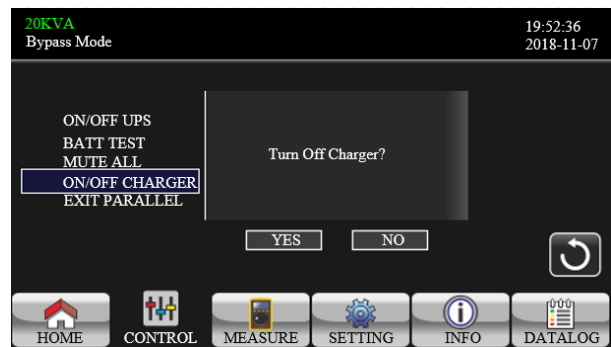 20KVA
Bypass Mode
19:52:36
2018-11-07
ON/OFF UPS
BATT TEST
MUTE ALL
ON/OFF CHARGER
EXIT PARALLEL
Turn Off Charger?
YES
NO
HOME
CONTROL
MEASURE
SETTING
INFO
DATALOG